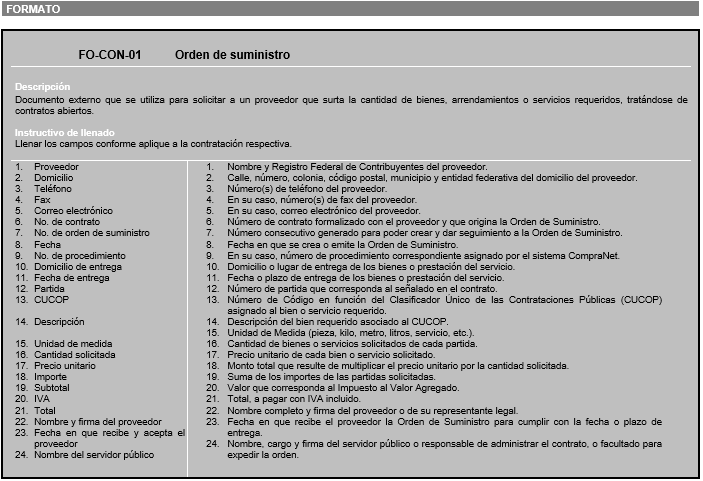 FORMATO
FO-CON-01 Orden de suministro
Descripción
Documento externo que se utiliza para solicitar a un proveedor que surta la cantidad de bienes, arrendamientos o servicios requeridos, tratándose de
contratos abiertos.
Instructivo de llenado
Llenar los campos conforme aplique a la contratación respectiva.
1. Proveedor
2. Domicilio
3. Teléfono
4. Fax
5. Correo electrónico
6. No. de contrato
7. No. de orden de suministro
8. Fecha
9. No. de procedimiento
10. Domicilio de entrega
11. Fecha de entrega
12. Partida
13. CUCOP
14. Descripción
15. Unidad de medida
16. Cantidad solicitada
17. Precio unitario
18. Importe
19. Subtotal
20. IVA
21. Total
22. Nombre y firma del proveedor
23. Fecha en que recibe y acepta el
proveedor
24. Nombre del servidor público
1. Nombre y Registro Federal de Contribuyentes del proveedor.
2. Calle, número, colonia, código postal, municipio y entidad federativa del domicilio del proveedor.
3. Número(s) de teléfono del proveedor.
4. En su caso, número(s) de fax del proveedor.
5. En su caso, correo electrónico del proveedor.
6. Número de contrato formalizado con el proveedor y que origina la Orden de Suministro.
7. Número consecutivo generado para poder crear y dar seguimiento a la Orden de Suministro.
8. Fecha en que se crea o emite la Orden de Suministro.
9. En su caso, número de procedimiento correspondiente asignado por el sistema CompraNet.
10. Domicilio o lugar de entrega de los bienes o prestación del servicio.
11. Fecha o plazo de entrega de los bienes o prestación del servicio.
12. Número de partida que corresponda al señalado en el contrato.
13. Número de Código en función del Clasificador Único de las Contrataciones Públicas (CUCOP)
asignado al bien o servicio requerido.
14. Descripción del bien requerido asociado al CUCOP.
15. Unidad de Medida (pieza, kilo, metro, litros, servicio, etc.).
16. Cantidad de bienes o servicios solicitados de cada partida.
17. Precio unitario de cada bien o servicio solicitado.
18. Monto total que resulte de multiplicar el precio unitario por la cantidad solicitada.
19. Suma de los importes de las partidas solicitadas.
20. Valor que corresponda al Impuesto al Valor Agregado.
21. Total, a pagar con IVA incluido.
22. Nombre completo y firma del proveedor o de su representante legal.
23. Fecha en que recibe el proveedor la Orden de Suministro para cumplir con la fecha o plazo de
entrega.
24. Nombre, cargo y firma del servidor público o responsable de administrar el contrato, o facultado para
expedir la orden.